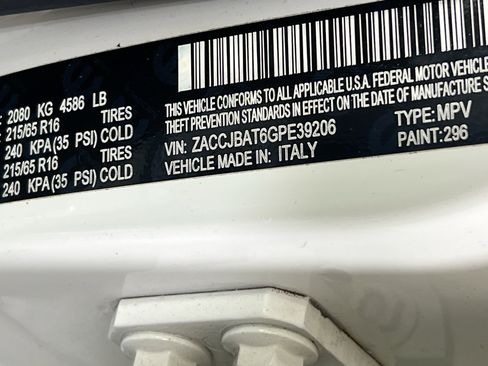 : 2080 KG 4586 LB
: 215/65 R16 TIRES
240 KPA(35 PSI) COLD
215/65 R16 TIRES
240 KPA(35 PSI) COLD
THIS VEHICLE CONFORMS TO ALL APPLICABLE U.S.A. FEDERAL MOTOR VEHICLE
THEFT PREVENTION STANDARDS IN EFFECT ON THE DATE OF MANUFACTURE S
VIN: ZACCJBAT6GPE39206 TYPE: MPV
VEHICLE MADE IN: ITALY PAINT:296